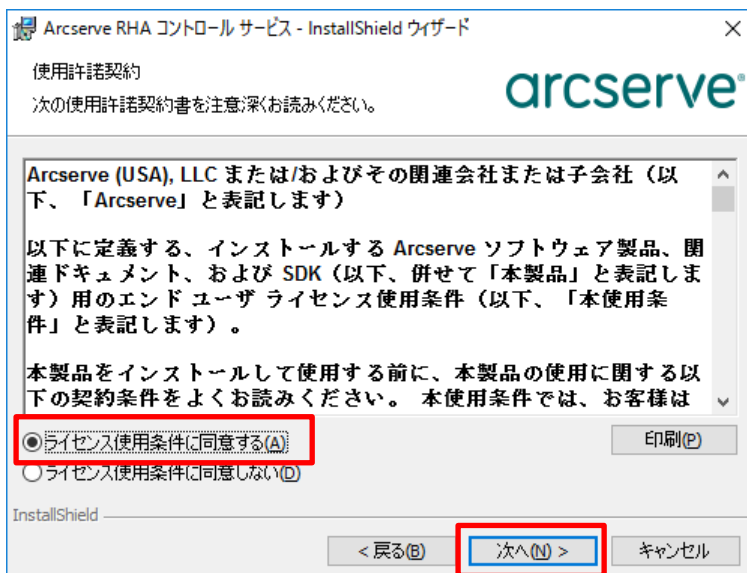 Arcserve RHA コントロール サービス - InstallShield ウィザード
使用許諾契約
次の使用許諾契約書を注意深くお読みください。
arcserve®
Arcserve (USA), LLC または/およびその関連会社または子会社（以
下、「Arcserve」と表記します）
以下に定義する、インストールする Arcserve ソフトウェア製品、関
連ドキュメント、および SDK（以下、併せて「本製品」と表記しま
す）用のエンド ユーザ ライセンス使用条件（以下、「本使用条
件」と表記します）。
本製品をインストールして使用する前に、本製品の使用に関する以
下の契約条件をよくお読みください。 本使用条件では、お客様は
ライセンス使用条件に同意する(A)
印刷(P)
ライセンス使用条件に同意しない(D)
InstallShield
< 戻る(B)
次へ(N) >
キャンセル